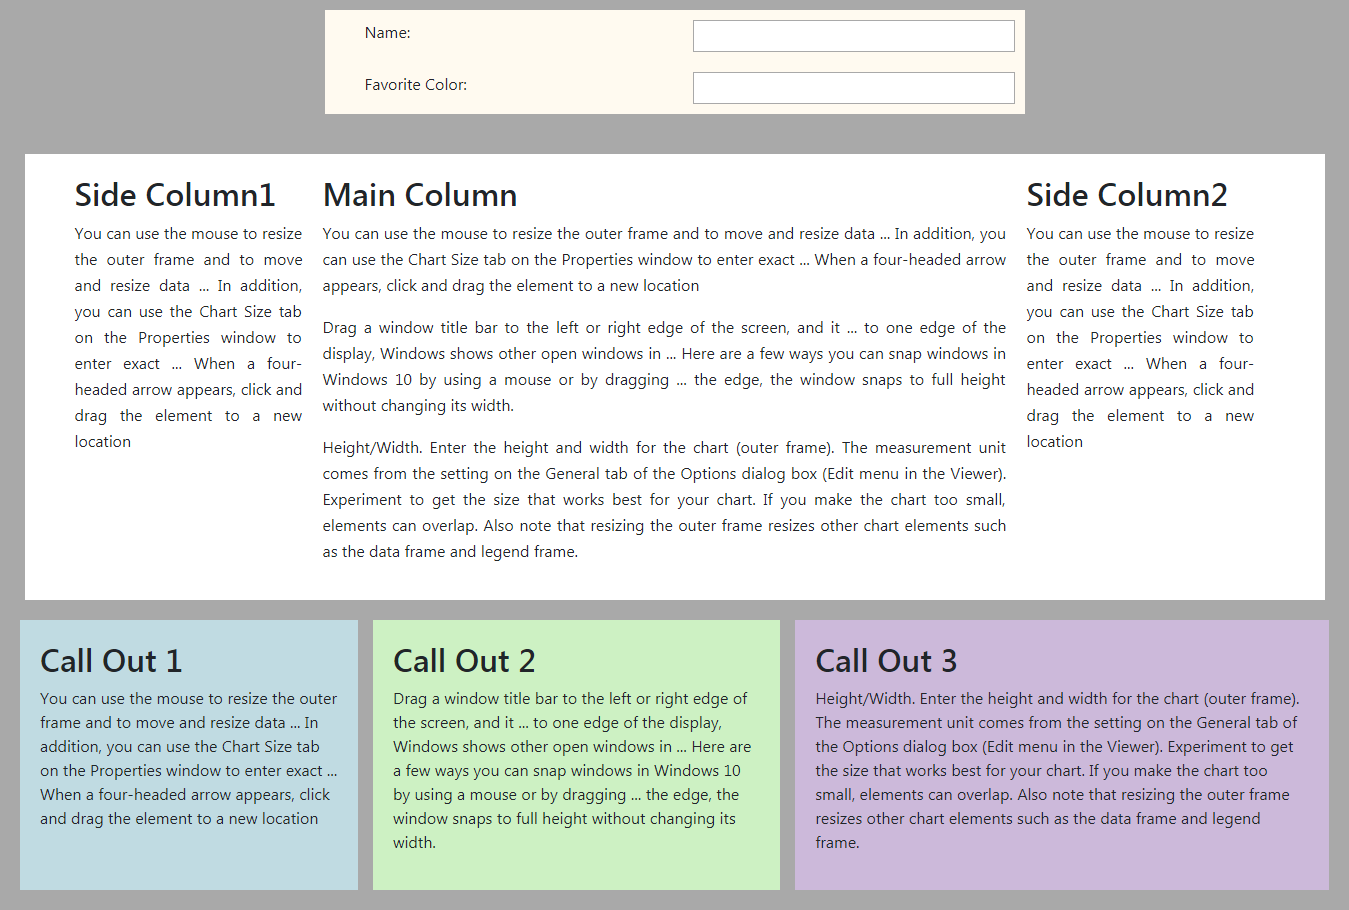 Name:
Favorite Color:
Side Column1
You can use the mouse to resize
the outer frame and to move
and resize data ... In addition,
you can use the Chart Size tab
on the Properties window to
enter exact ... When a four-
headed arrow appears, click and
drag the element to a new
location
Main Column
You can use the mouse to resize the outer frame and to move and resize data ... In addition, you
can use the Chart Size tab on the Properties window to enter exact ... When a four-headed arrow
appears, click and drag the element to a new location
Drag a window title bar to the left or right edge of the screen, and it ... to one edge of the
display, Windows shows other open windows in ... Here are a few ways you can snap windows in
Windows 10 by using a mouse or by dragging ... the edge, the window snaps to full height
without changing its width.
Height/Width. Enter the height and width for the chart (outer frame). The measurement unit
comes from the setting on the General tab of the Options dialog box (Edit menu in the Viewer).
Experiment to get the size that works best for your chart. If you make the chart too small,
elements can overlap. Also note that resizing the outer frame resizes other chart elements such
as the data frame and legend frame.
Side Column2
You can use the mouse to resize
the outer frame and to move
and resize data ... In addition,
you can use the Chart Size tab
on the Properties window to
enter exact ... When a four-
headed arrow appears, click and
drag the element to a new
location
Call Out 1
You can use the mouse to resize the outer
frame and to move and resize data ... In
addition, you can use the Chart Size tab
on the Properties window to enter exact ...
When a four-headed arrow appears, click
and drag the element to a new location
Call Out 2
Drag a window title bar to the left or right edge of
the screen, and it ... to one edge of the display,
Windows shows other open windows in ... Here are
a few ways you can snap windows in Windows 10
by using a mouse or by dragging ... the edge, the
window snaps to full height without changing its
width.
Call Out 3
Height/Width. Enter the height and width for the chart (outer frame).
The measurement unit comes from the setting on the General tab of
the Options dialog box (Edit menu in the Viewer). Experiment to get
the size that works best for your chart. If you make the chart too
small, elements can overlap. Also note that resizing the outer frame
resizes other chart elements such as the data frame and legend
frame.